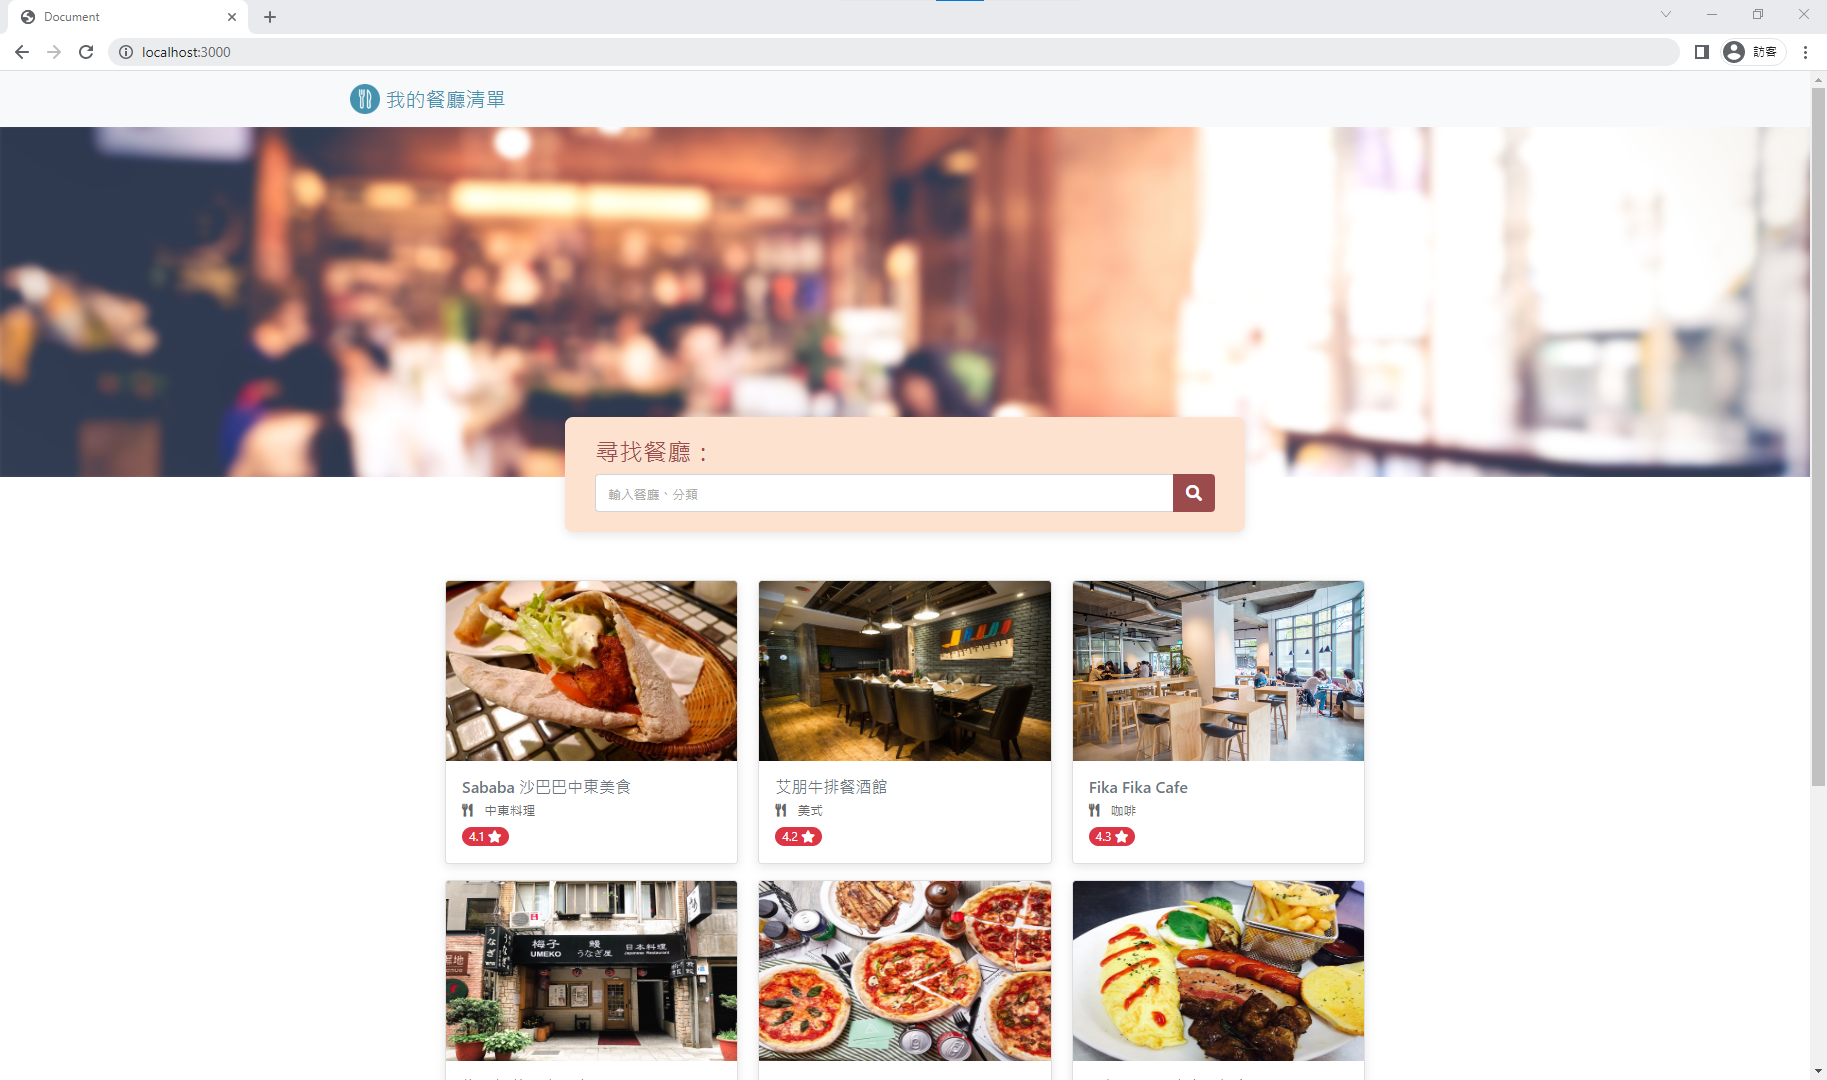 Document
localhost:3000
訪客
我的餐廳清單
尋找餐廳：
輸入餐廳、分類
Sababa 沙巴巴中東美食
中東料理
4.1
艾朋牛排餐酒館
美式
4.2
Fika Fika Cafe
咖啡
4.3
梅子 鰻 日本料理
UMEKO うなぎ屋 Japanese Restaurant
うなぎ